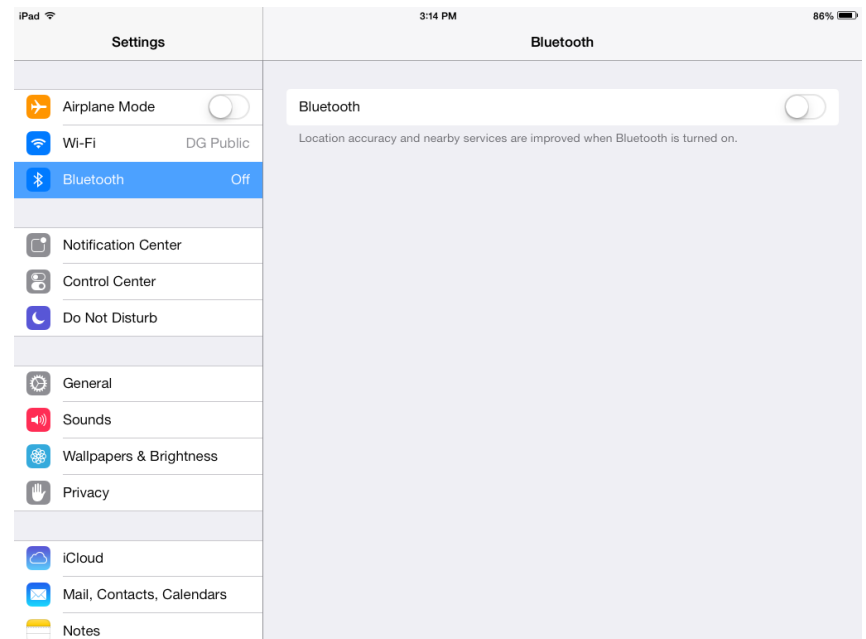 iPad 3:14 PM 86%
Settings Bluetooth
Airplane Mode
Wi-Fi DG Public
Bluetooth Off
Notification Center
Control Center
Do Not Disturb
General
Sounds
Wallpapers & Brightness
Privacy
iCloud
Mail, Contacts, Calendars
Notes
Bluetooth
Location accuracy and nearby services are improved when Bluetooth is turned on.